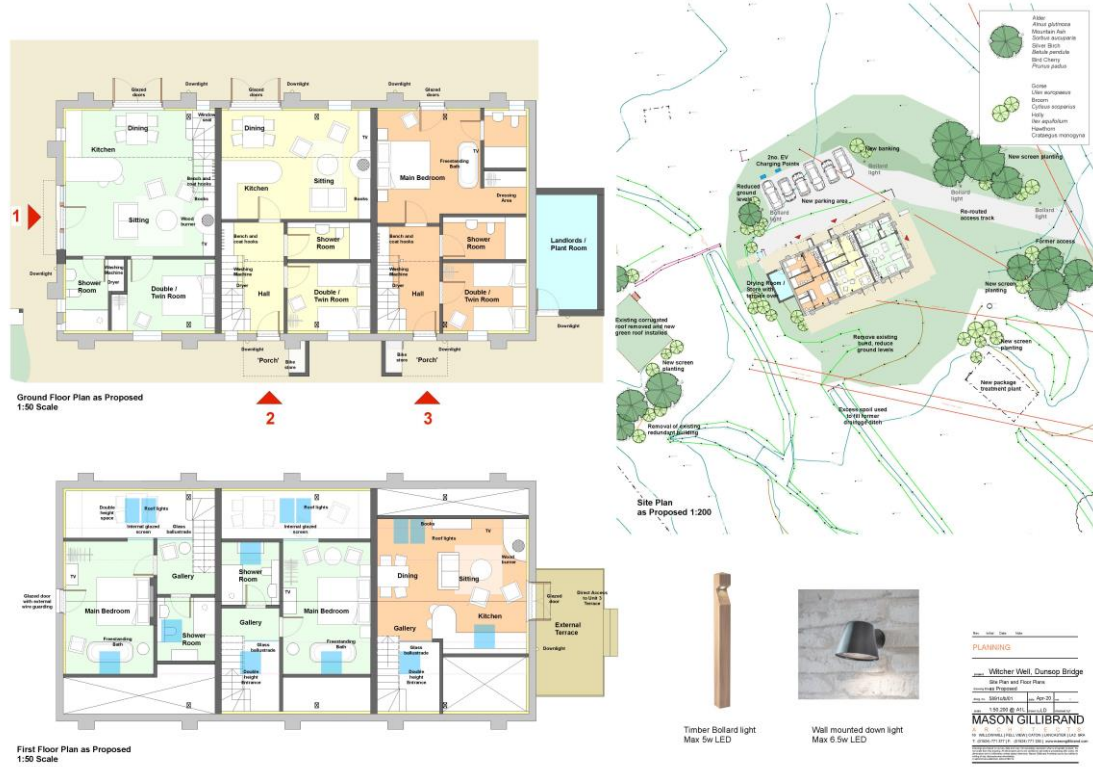 Glazed
doors
Downlight
Glazed
doors
Downlight
Downlight
Glazed
doors
Downlight
Dining
Window
seat
Kitchen
Bench and
coat hooks
Sitting
Books
Wood
burner
TV
Shower
Room
Washing
Machine
Dryer
Double /
Twin Room
Downlight
Dining
TV
Kitchen
Sitting
Books
Bench and
coat hooks
Shower
Room
Washing
Machine
Dryer
Hall
Double /
Twin Room
TV
Freestanding
Bath
Main Bedroom
Dressing
Area
Bench and
coat hooks
Shower
Room
Washing
Machine
Dryer
Hall
Double /
Twin Room
Landlords /
Plant Room
Downlight
Downlight
'Porch'
Bike
store
Bike
store
Downlight
'Porch'
1
2
3
Ground Floor Plan as Proposed
1:50 Scale
Double
height
space
Roof lights
Internal glazed
screen
Glass
ballustrade
Roof lights
Internal glazed
screen
Books
Roof lights
TV
Wood
burner
TV
Gallery
Glazed door
with external
Main Bedroom
Freestanding
Bath
Shower
Room
Shower
Room
Gallery
TV
Main Bedroom
Freestanding
Bath
Glass
ballustrade
Double
height
Entrance
Dining
Sitting
Kitchen
Gallery
Glass
ballustrade
Double
height
Entrance
Glazed
door
Direct Access
to Unit 3
Terrace
External
Terrace
Downlight
First Floor Plan as Proposed
1:50 Scale
Alder
Alnus glutinosa
Mountain Ash
Sorbus aucuparia
Silver Birch
Betula pendula
Bird Cherry
Prunus padus
Gorse
Ulex europaeus
Broom
Cytisus scoparius
Holly
Ilex aquifolium
Hawthorn
Crataegus monogyna
2no. EV
Charging Points
New banking
Bollard
light
New screen planting
Reduced
ground
levels
Bollard
light
New parking area
Bollard
light
Bollard
light
Re-routed
access track
Former access
New screen
planting
Drying Room /
Store with
terrace over
Existing corrugated
roof removed and new
green roof installed
Remove existing
bund, reduce
ground levels
New screen
planting
New screen
planting
New package
treatment plant
Excess spoil used
to fill former
drainage ditch
Removal of existing
redundant building
Site Plan
as Proposed 1:200
Timber Bollard light
Max 5w LED
Wall mounted down light
Max 6.5w LED
PLANNING
Witcher Well, Dunsop Bridge
Site Plan and Floor Plans
as Proposed
Apr 20
MASON GILLIBRAND
ARCHITECTS